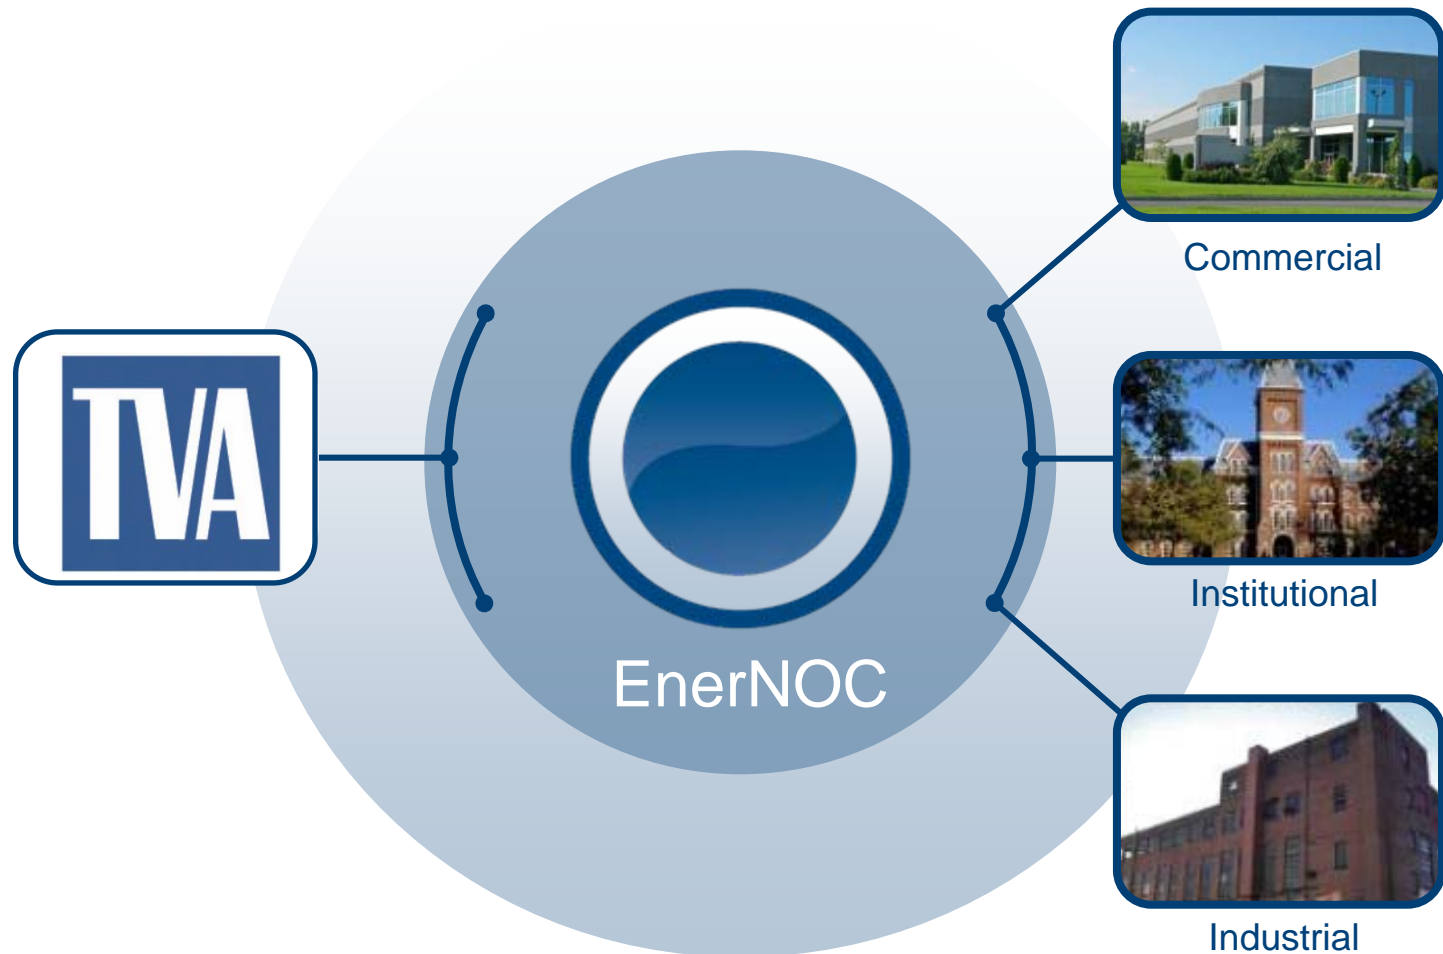 TVA
EnerNOC
Commercial
Institutional
Industrial